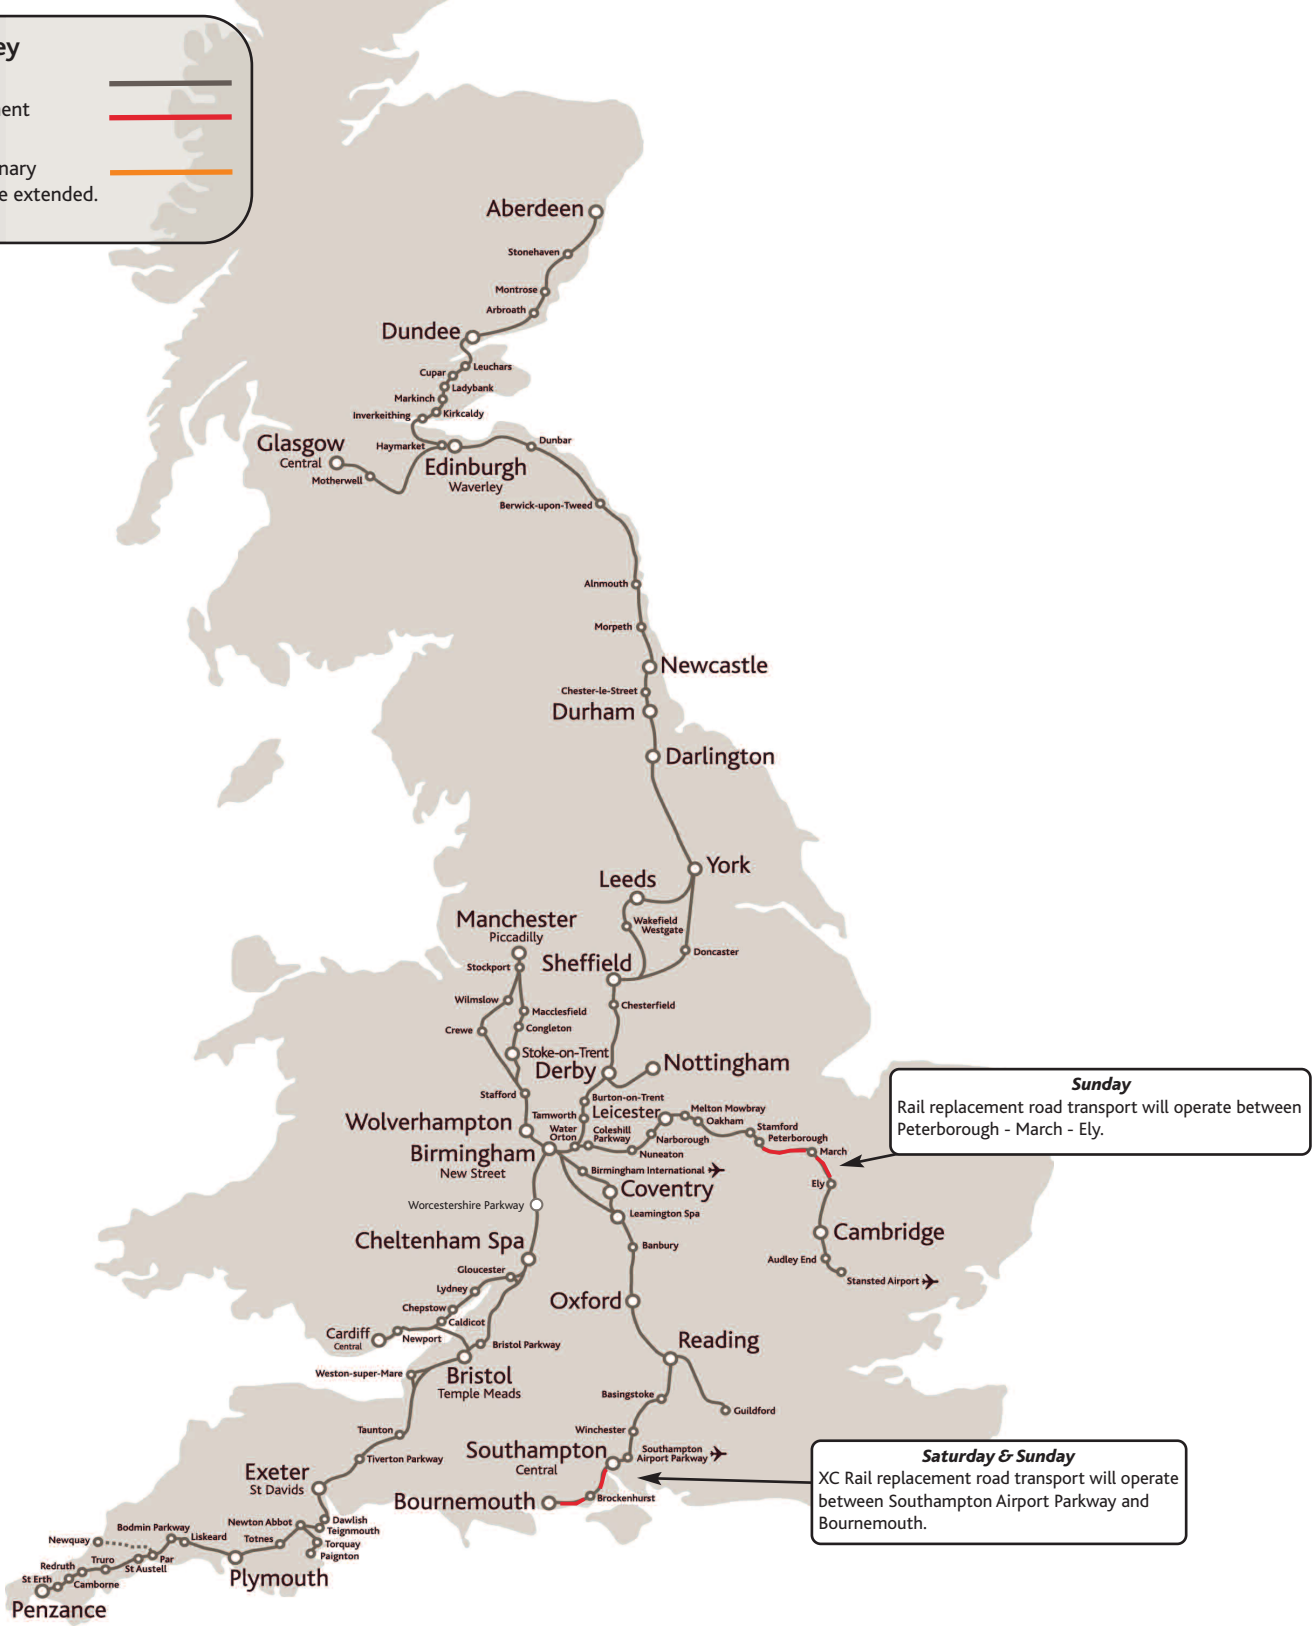 ey
ent
nary
e extended.
Aberdeen
Stonehaven
Montrose
Arbroath
Dundee
Leuchars
Cupar
Ladybank
Markinch
Kirkcaldy
Inverkeithing
Glasgow
Central
Motherwell
Haymarket
Edinburgh
Waverley
Dunbar
Berwick-upon-Tweed
Alnmouth
Morpeth
Newcastle
Chester-le-Street
Durham
Darlington
York
Leeds
Wakefield
Westgate
Doncaster
Manchester
Piccadilly
Stockport
Sheffield
Wilmslow
Macclesfield
Chesterfield
Crewe
Congleton
Stoke-on-Trent
Derby
Nottingham
Stafford
Burton-on-Trent
Tamworth
Leicester
Melton Mowbray
Oakham
Stamford
Peterborough
March
Ely
Wolverhampton
Water
Orton
Coleshill
Parkway
Narborough
Nuneaton
Birmingham
New Street
Birmingham International
Coventry
Leamington Spa
Worcestershire Parkway
Cambridge
Audley End
Stansted Airport
Cheltenham Spa
Banbury
Gloucester
Lydney
Chepstow
Caldicot
Oxford
Cardiff
Central
Newport
Bristol Parkway
Reading
Weston-super-Mare
Bristol
Temple Meads
Basingstoke
Guildford
Taunton
Tiverton Parkway
Winchester
Southampton
Central
Southampton
Airport Parkway
Exeter
St Davids
Bournemouth
Brockenhurst
Dawlish
Teignmouth
Newton Abbot
Torquay
Paignton
Totnes
Bodmin Parkway
Liskeard
Newquay
Plymouth
Par
St Austell
Truro
Redruth
Camborne
St Erth
Penzance
Sunday
Rail replacement road transport will operate between
Peterborough - March - Ely.
Saturday & Sunday
XC Rail replacement road transport will operate
between Southampton Airport Parkway and
Bournemouth.